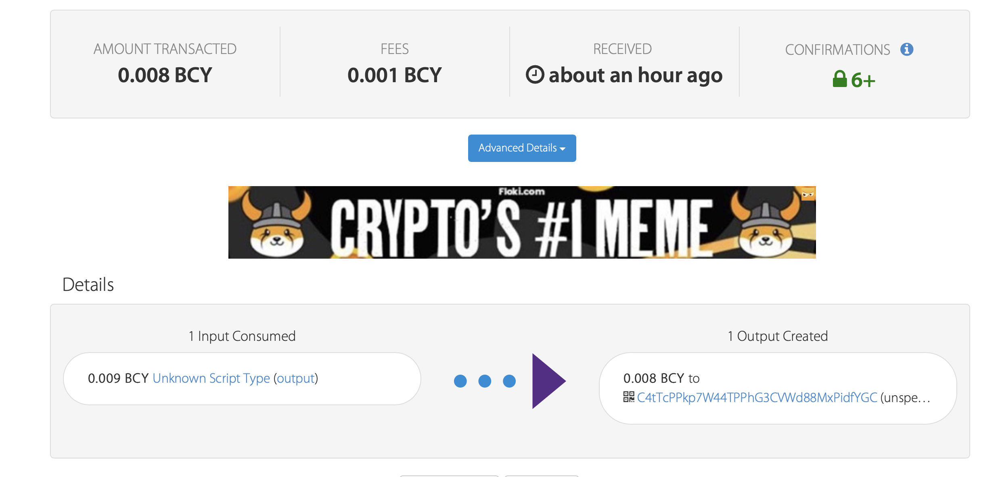 AMOUNT TRANSACTED
0.008 BCY
FEES
0.001 BCY
RECEIVED
about an hour ago
CONFIRMATIONS
6+
Advanced Details
Floki.com
CRYPTO'S #1 MEME
Details
1 Input Consumed
0.009 BCY Unknown Script Type (output)
1 Output Created
0.008 BCY to
C4tTcPPkp7W44TPPhG3CVWd88MxPidfYGC (unspe…